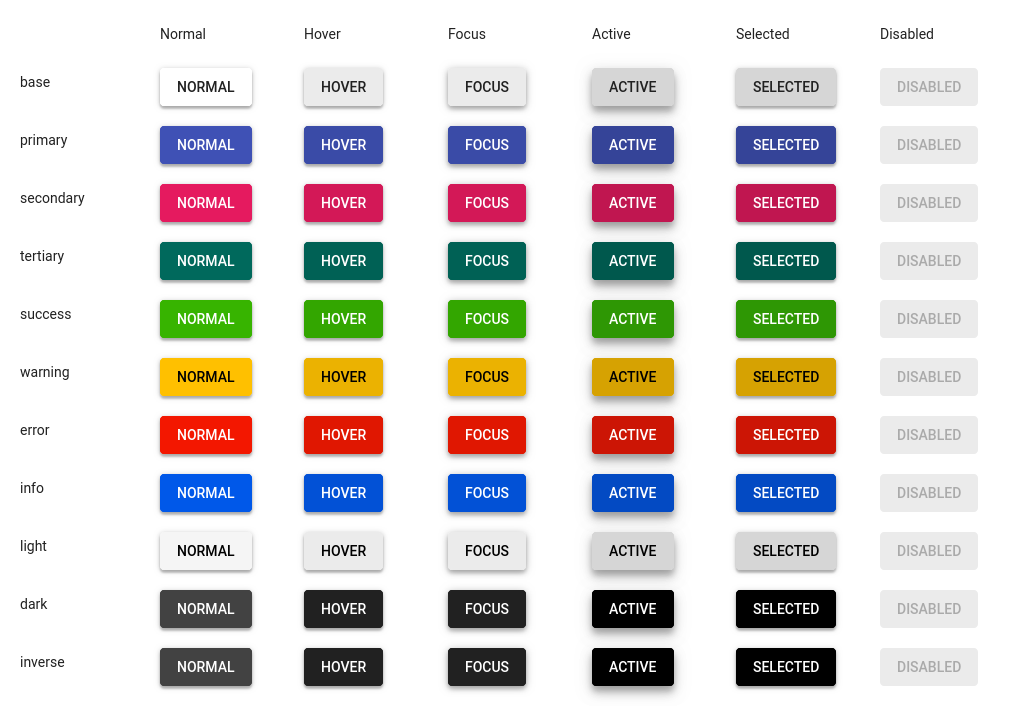 Normal Hover Focus Active Selected Disabled
base NORMAL HOVER FOCUS ACTIVE SELECTED DISABLED
primary NORMAL HOVER FOCUS ACTIVE SELECTED DISABLED
secondary NORMAL HOVER FOCUS ACTIVE SELECTED DISABLED
tertiary NORMAL HOVER FOCUS ACTIVE SELECTED DISABLED
success NORMAL HOVER FOCUS ACTIVE SELECTED DISABLED
warning NORMAL HOVER FOCUS ACTIVE SELECTED DISABLED
error NORMAL HOVER FOCUS ACTIVE SELECTED DISABLED
info NORMAL HOVER FOCUS ACTIVE SELECTED DISABLED
light NORMAL HOVER FOCUS ACTIVE SELECTED DISABLED
dark NORMAL HOVER FOCUS ACTIVE SELECTED DISABLED
inverse NORMAL HOVER FOCUS ACTIVE SELECTED DISABLED